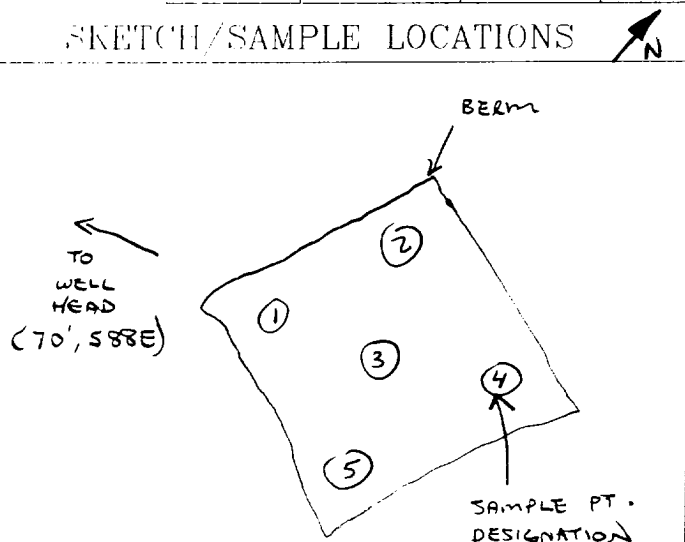 SKETCH/SAMPLE LOCATIONS
N
BERM
TO
WELL
HEAD
(70', S88E)
2
1
3
4
5
SAMPLE PT.
DESIGNATION